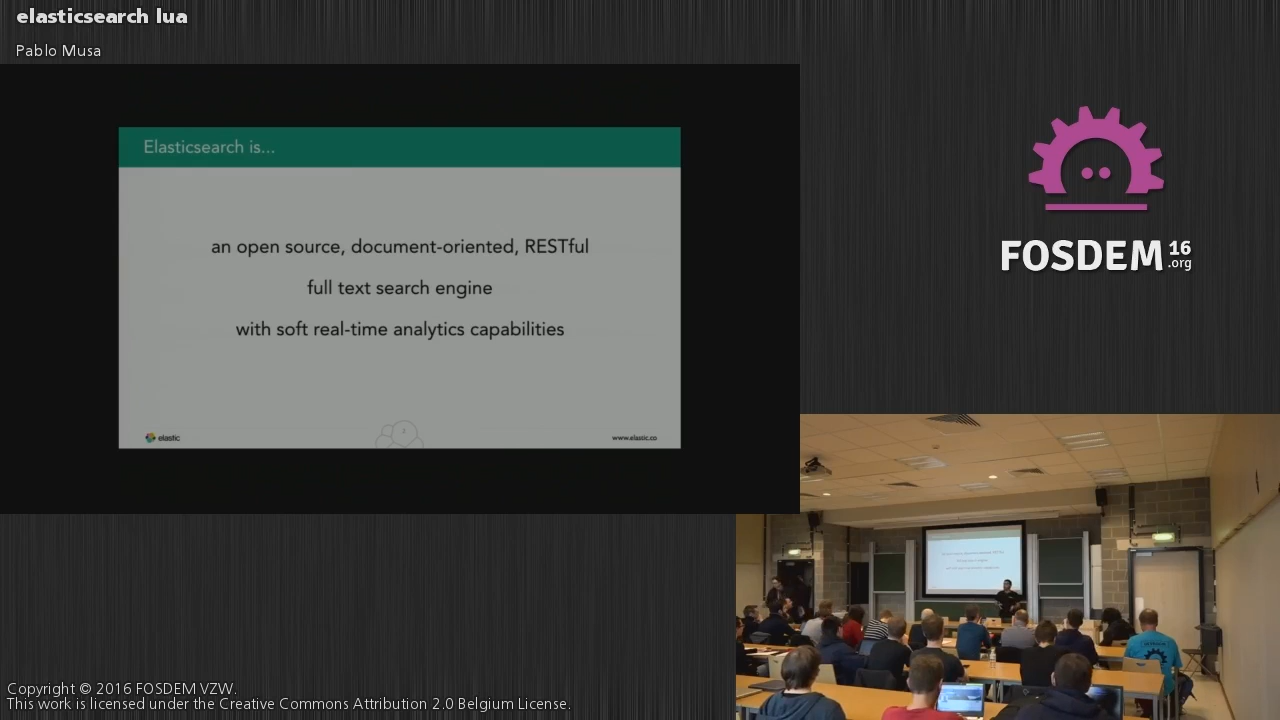 elasticsearch lua
Pablo Musa
Elasticsearch is...
an open source, document-oriented, RESTful
full text search engine
with soft real-time analytics capabilities
elastic
www.elastic.co
FOSDEM 16
.org
Copyright © 2016 FOSDEM VZW.
This work is licensed under the Creative Commons Attribution 2.0 Belgium License.